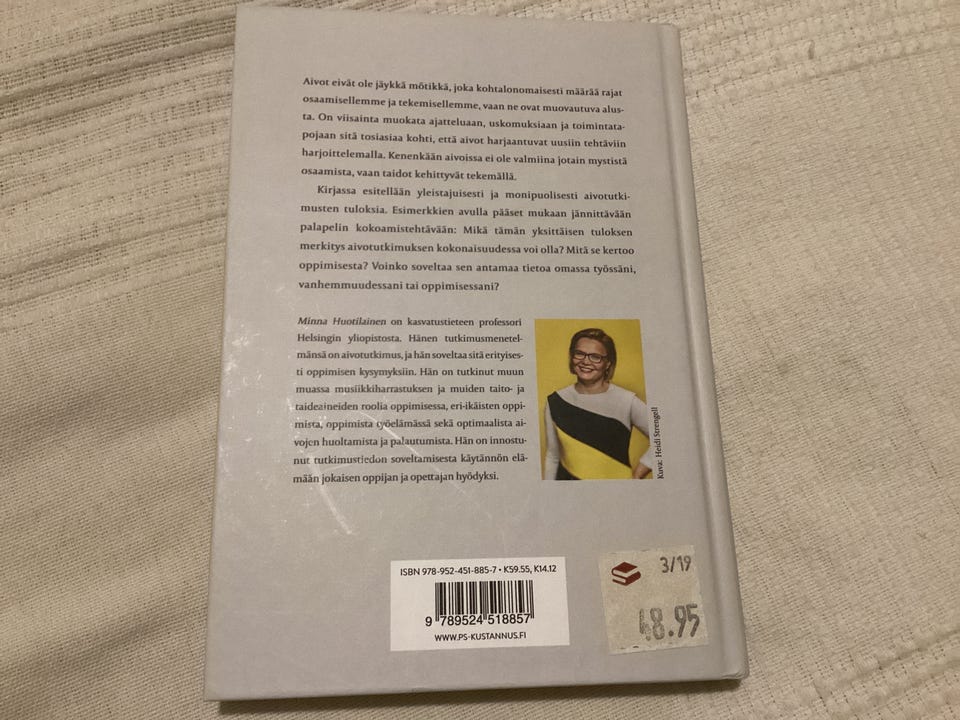 Aivot eivät ole jäykkä mötikkä, joka kohtalonomaisesti määrää rajat
osaamisellemme ja tekemisellemme, vaan ne ovat muovautuva alus-
ta. On viisainta muokata ajatteluaan, uskomuksiaan ja toimintata-
pojaan sitä tosiasiaa kohti, että aivot harjaantuvat uusiin tehtäviin
harjoittelemalla. Kenenkään aivoissa ei ole valmiina jotain mystistä
osaamista, vaan taidot kehittyvät tekemällä.
Kirjassa esitellään yleistajuisesti ja monipuolisesti aivotutki-
musten tuloksia. Esimerkkien avulla pääset mukaan jännittävään
palapelin kokoamistehtävään: Mikä tämän yksittäisen tuloksen
merkitys aivotutkimuksen kokonaisuudessa voi olla? Mitä se kertoo
oppimisesta? Voinko soveltaa sen antamaa tietoa omassa työssäni,
vanhemmuudessani tai oppimisessani?
Minna Huotilainen on kasvatustieteen professori
Helsingin yliopistosta. Hänen tutkimusmenetel-
mänsä on aivotutkimus, ja hän soveltaa sitä erityises-
ti oppimisen kysymyksiin. Hän on tutkinut muun
muassa musiikkiharrastuksen ja muiden taito- ja
taideaineiden roolia oppimisessa, eri-ikäisten oppi-
mista, oppimista työelämässä sekä optimaalista ai-
vojen huoltamista ja palautumista. Hän on innostu-
nut tutkimustiedon soveltamisesta käytännön elä-
mään jokaisen oppijan ja opettajan hyödyksi.
Kuva: Heidi Strengell
ISBN 978-952-451-885-7 • K59.55, K14.12
9 789524 518857
WWW.PS-KUSTANNUS.FI
3/19
48.95